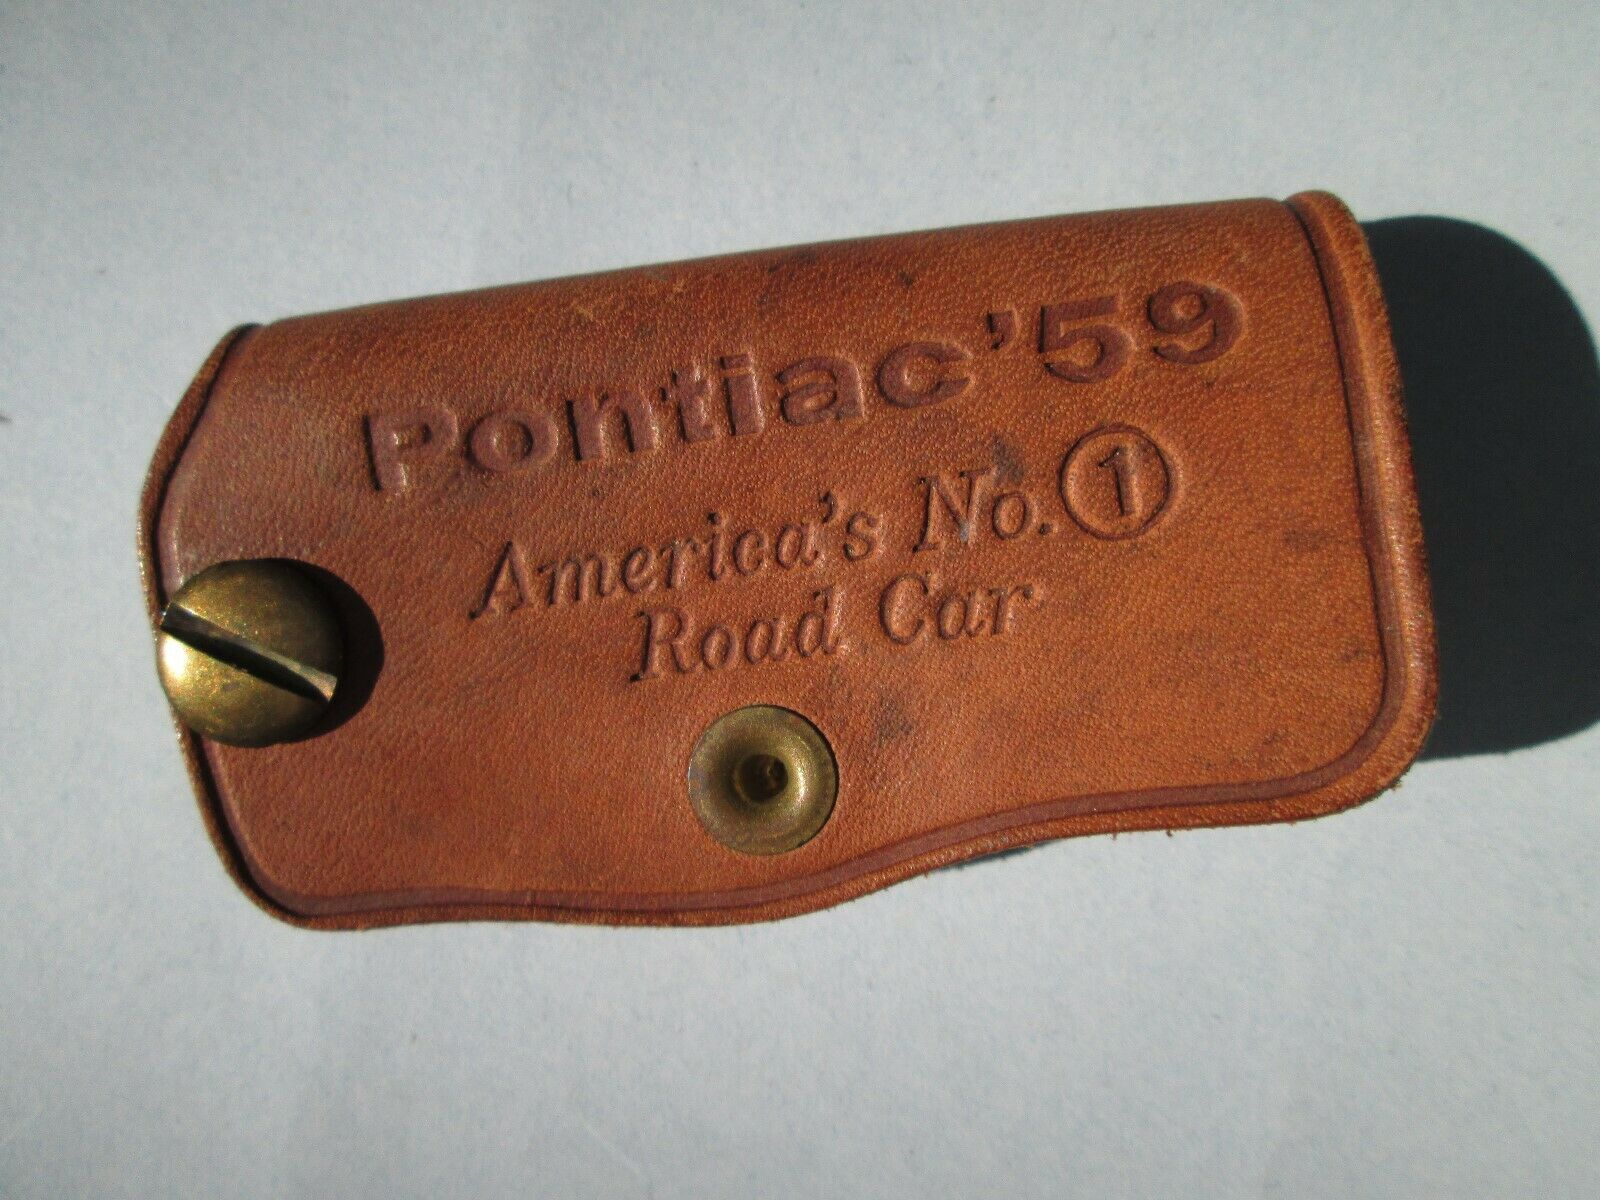 Pontiac '59
America's No. 1
Road Car